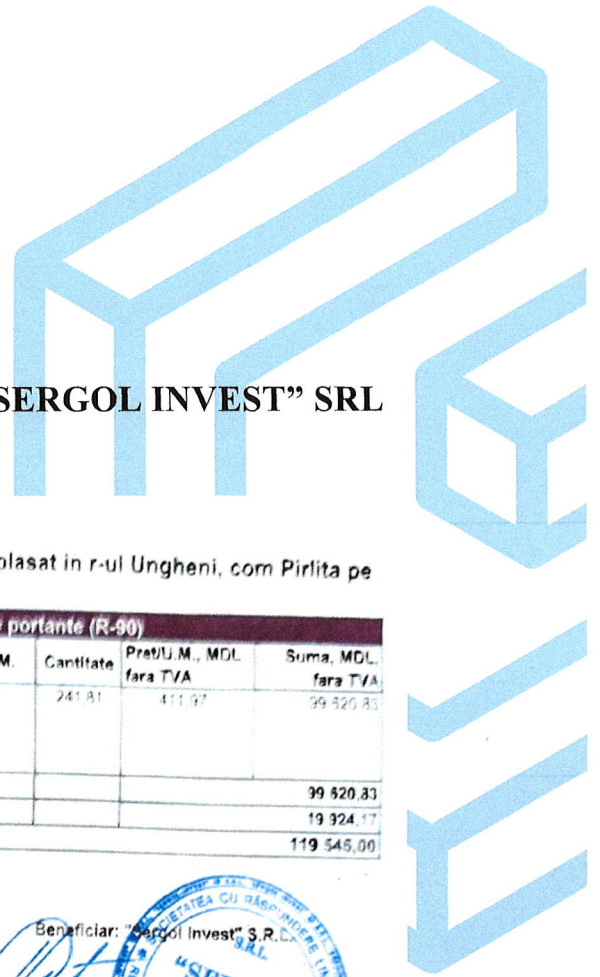 SERGOL INVEST” SRL
plasat in r-ul Ungheni, com Pirlita pe
e portante (R-90)
M. Cantitate Pret/U.M., MDL fara TVA Suma, MDL. fara TVA
241,81 411,97 99 620,83
99 620,83
19 924,17
119 545,00
Beneficiar: "Sergol Invest" S.R.L.
SOCIETATEA CU RĂSPUNDERE
S.R.L.